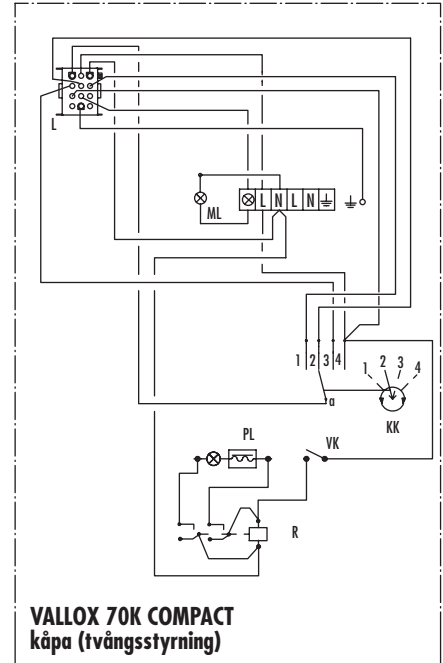 L
ML
L N L N
1 2 3 4
1 2 3 4
a
KK
PL
VK
R
VALLOX 70K COMPACT
kåpa (tvångsstyrning)